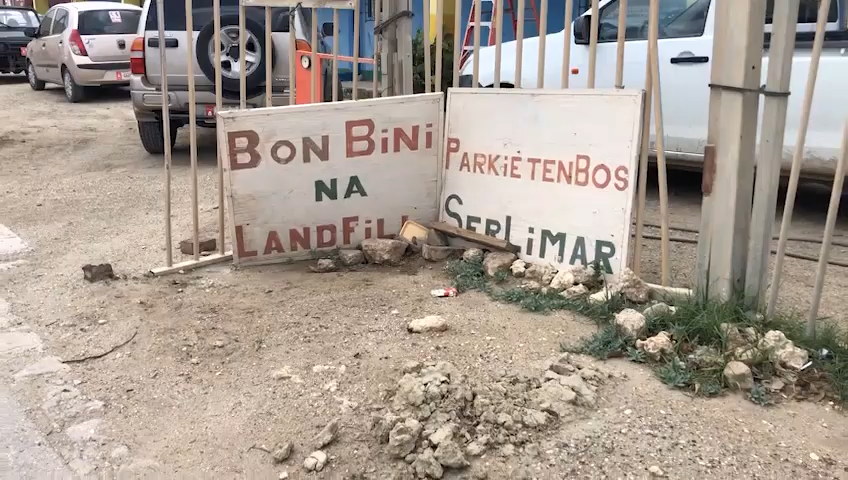 BON BINI
NA
LANDFILL
PARKIETENBOS
SERLIMAR